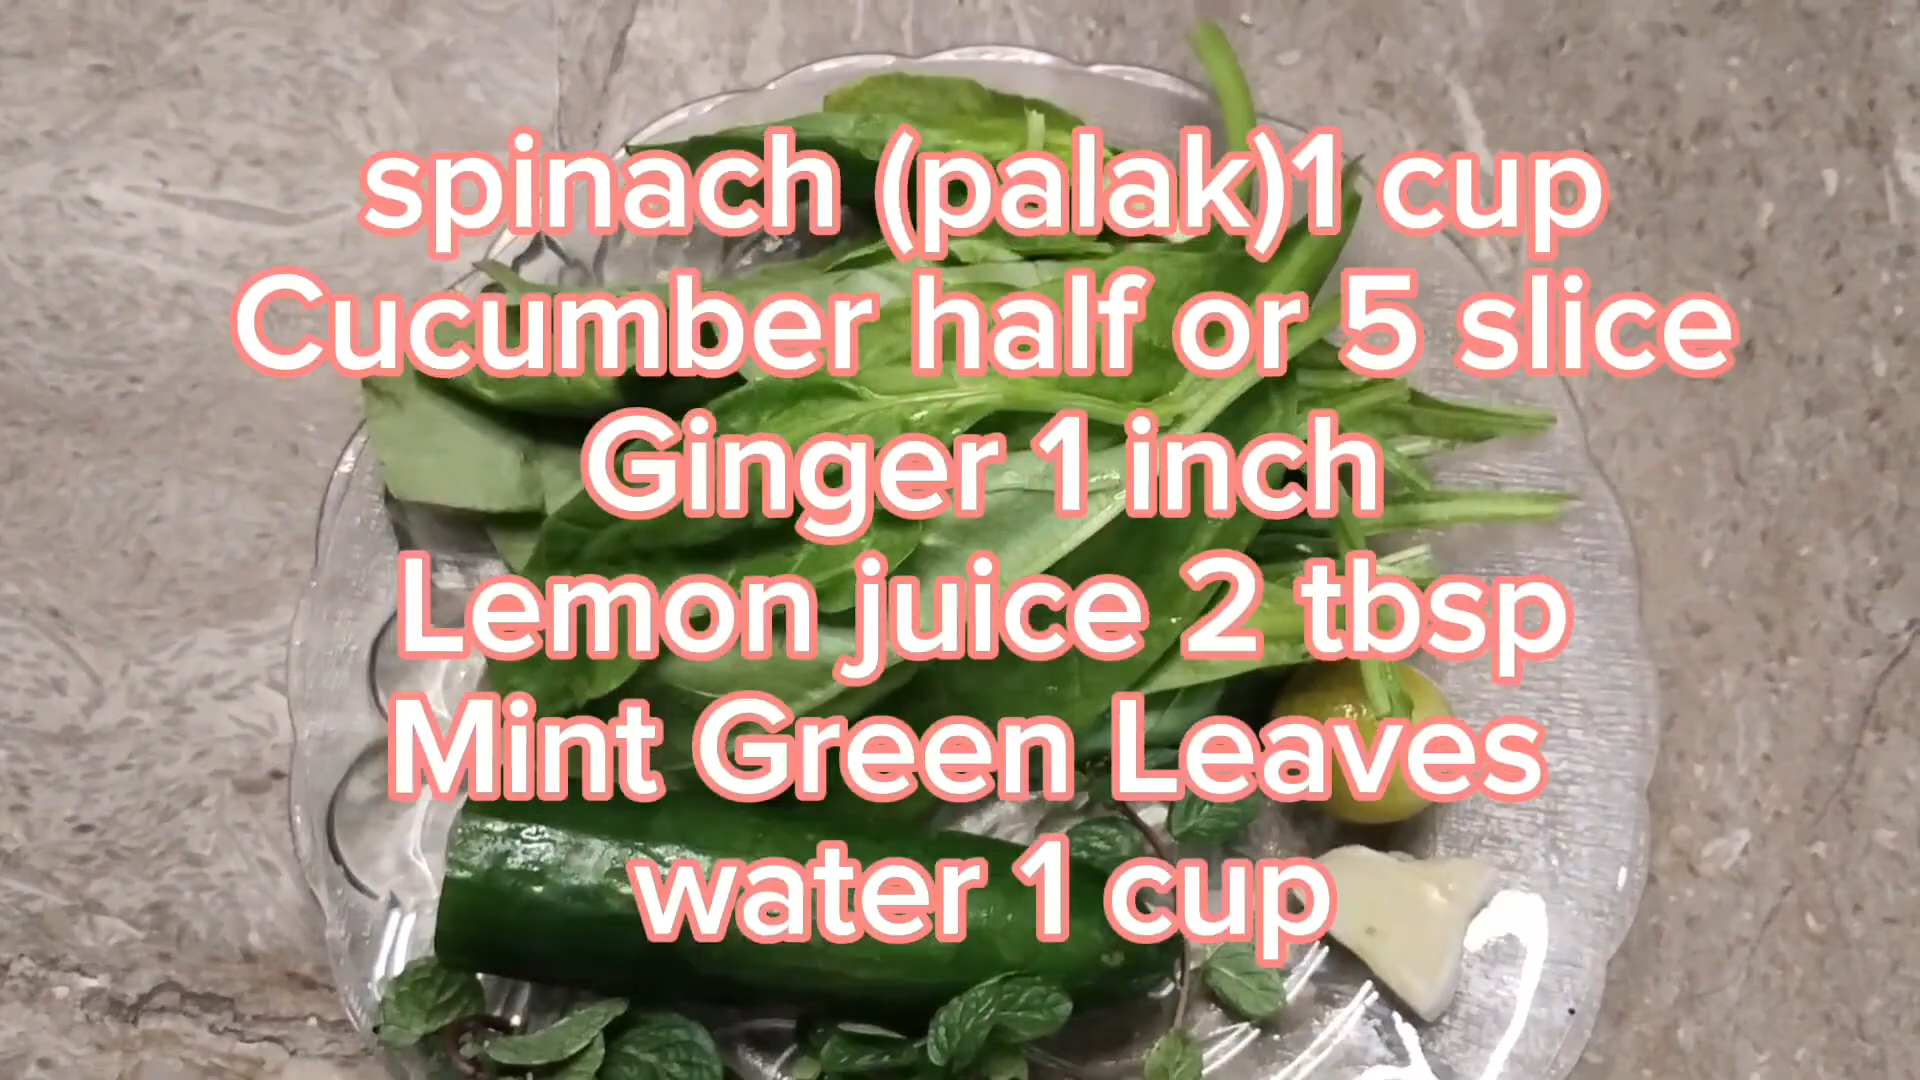 spinach (palak)1 cup
Cucumber half or 5 slice
Ginger 1 inch
Lemon juice 2 tbsp
Mint Green Leaves
water 1 cup